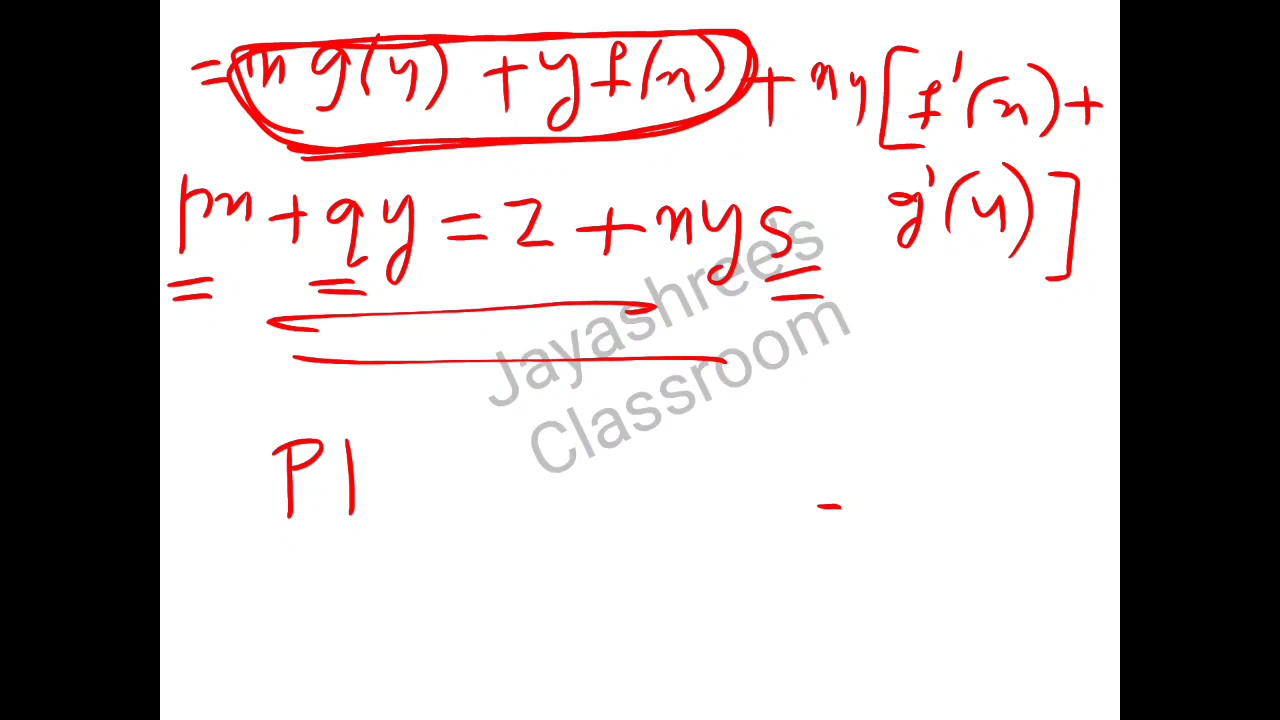 = x g(y) + y f(x) + xy [f'(x) +
g'(y)]
px + qy = z + xys
Jayashree's
Classroom
P1
-